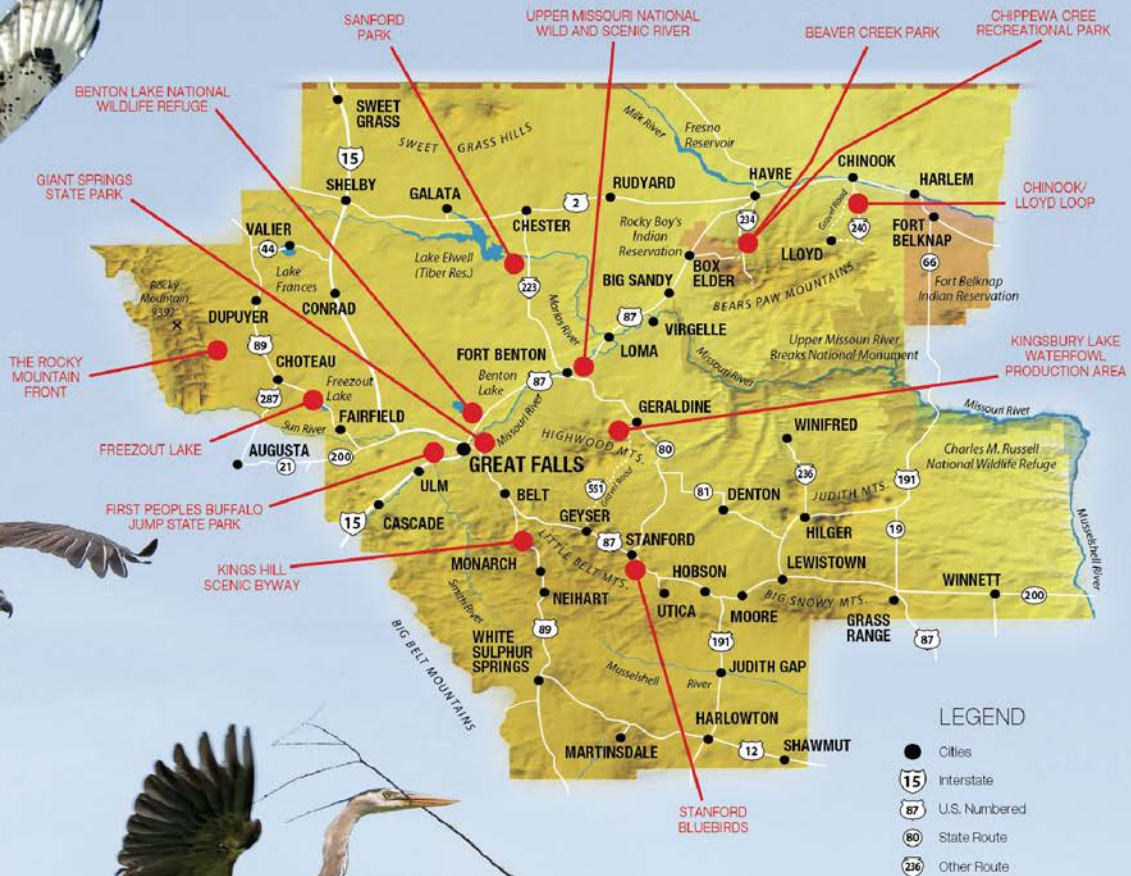 SANFORD
PARK
UPPER MISSOURI NATIONAL
WILD AND SCENIC RIVER
BEAVER CREEK PARK
CHIPPEWA CREE
RECREATIONAL PARK
BENTON LAKE NATIONAL
WILDLIFE REFUGE
GIANT SPRINGS
STATE PARK
CHINOOK/
LLOYD LOOP
THE ROCKY
MOUNTAIN
FRONT
KINGSBURY LAKE
WATERFOWL
PRODUCTION AREA
FREEZOUT LAKE
FIRST PEOPLES BUFFALO
JUMP STATE PARK
KINGS HILL
SCENIC BYWAY
STANFORD
BLUEBIRDS
SWEET
GRASS
SWEET GRASS HILLS
15
SHELBY
GALATA
CHESTER
2
RUDYARD
Milk River
Fresno
Reservoir
HAVRE
CHINOOK
HARLEM
234
Gravel Road
240
FORT
BELKNAP
66
Fort Belknap
Indian Reservation
VALIER
44
Lake
Frances
CONRAD
Lake Elwell
(Tiber Res.)
223
Marias River
Rocky Boy's
Indian
Reservation
BOX
ELDER
LLOYD
BEARS PAW MOUNTAINS
BIG SANDY
87
VIRGELLE
LOMA
Missouri River
Upper Missouri River
Breaks National Monument
Rocky
Mountain
9392'
DUPUYER
89
CHOTEAU
287
Freezout
Lake
FAIRFIELD
Sun River
AUGUSTA
21
200
FORT BENTON
Benton
Lake
87
Missouri River
GERALDINE
HIGHWOOD MTS.
80
GREAT FALLS
ULM
15
CASCADE
BELT
551
Gravel Road
GEYSER
87
STANFORD
81
DENTON
WINIFRED
236
JUDITH MTS.
HILGER
191
19
Missouri River
Charles M. Russell
National Wildlife Refuge
Musselshell River
MONARCH
LITTLE BELT MTS.
NEIHART
89
HOBSON
UTICA
MOORE
LEWISTOWN
BIG SNOWY MTS.
GRASS
RANGE
WINNETT
200
87
Smith River
BIG BELT MOUNTAINS
WHITE
SULPHUR
SPRINGS
191
JUDITH GAP
Musselshell
River
HARLOWTON
MARTINSDALE
12
SHAWMUT
LEGEND
Cities
15 Interstate
87 U.S. Numbered
80 State Route
236 Other Route